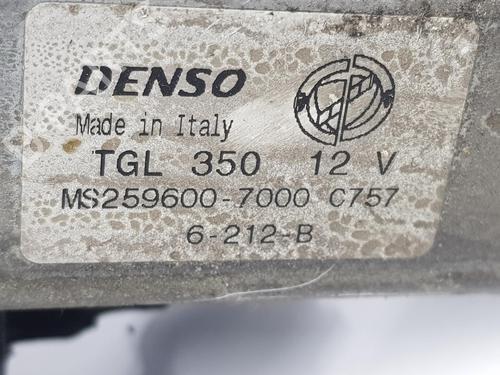 DENSO
Made in Italy
TGL 350 12 V
MS259600-7000 C757
6-212-B